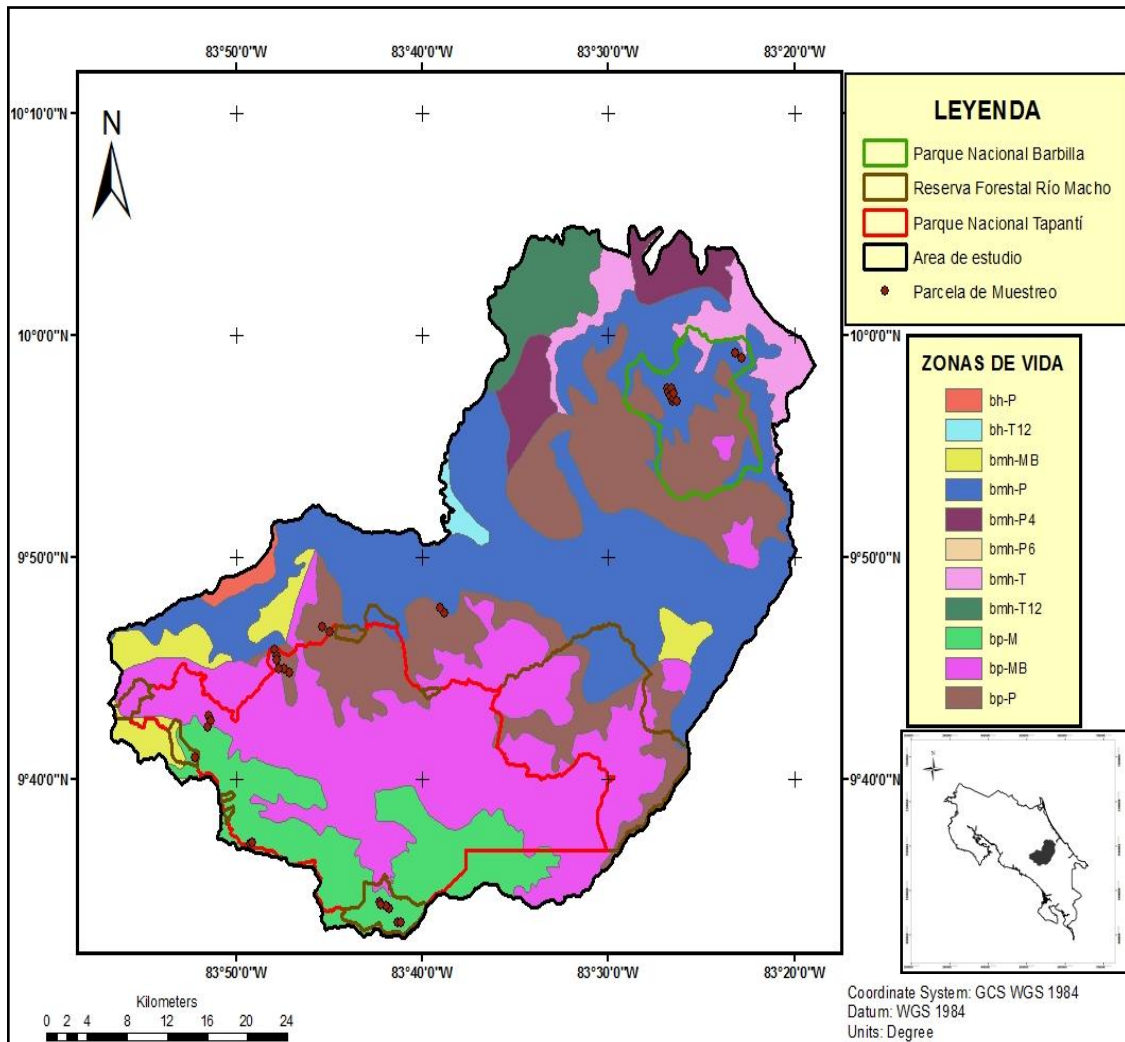 83°50'0"W 83°40'0"W 83°30'0"W 83°20'0"W
10°10'0"N
10°0'0"N 10°0'0"N
9°50'0"N 9°50'0"N
9°40'0"N 9°40'0"N
83°50'0"W 83°40'0"W 83°30'0"W 83°20'0"W
N
LEYENDA
Parque Nacional Barbilla
Reserva Forestal Río Macho
Parque Nacional Tapantí
Area de estudio
Parcela de Muestreo
ZONAS DE VIDA
bh-P
bh-T12
bmh-MB
bmh-P
bmh-P4
bmh-P6
bmh-T
bmh-T12
bp-M
bp-MB
bp-P
N
Kilometers
0 2 4 8 12 16 20 24
Coordinate System: GCS WGS 1984
Datum: WGS 1984
Units: Degree